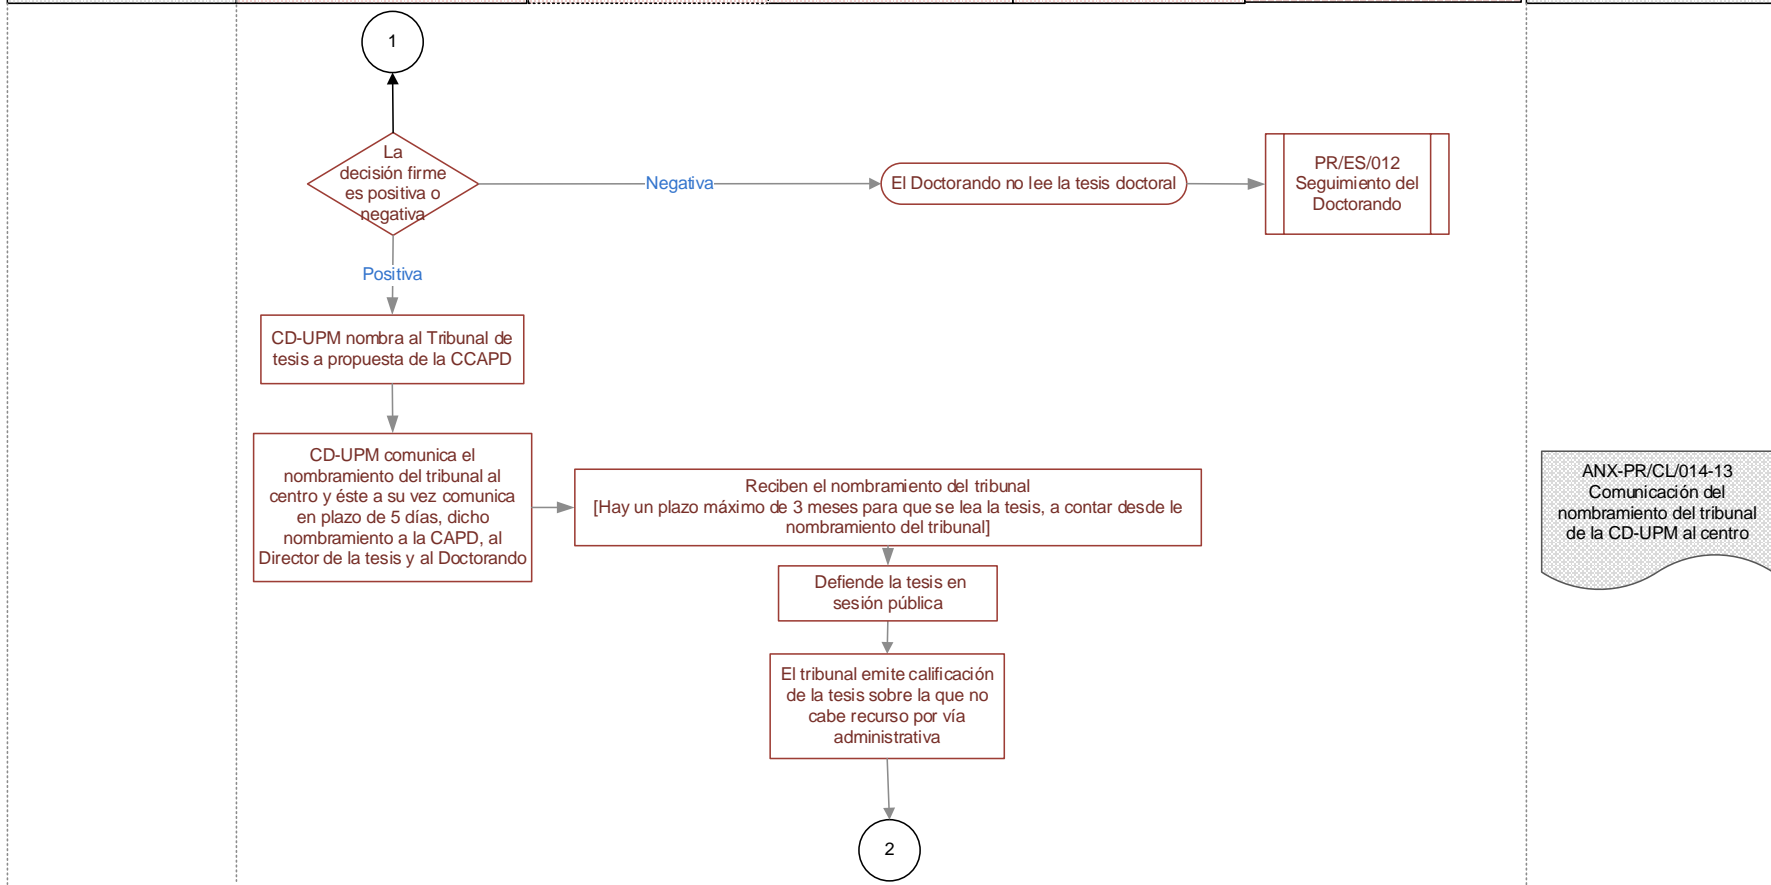 1
La
decisión firme
es positiva o
negativa
Negativa
El Doctorando no lee la tesis doctoral
PR/ES/012
Seguimiento del
Doctorando
Positiva
CD-UPM nombra al Tribunal de
tesis a propuesta de la CCAPD
CD-UPM comunica el
nombramiento del tribunal al
centro y éste a su vez comunica
en plazo de 5 días, dicho
nombramiento a la CAPD, al
Director de la tesis y al Doctorando
Reciben el nombramiento del tribunal
[Hay un plazo máximo de 3 meses para que se lea la tesis, a contar desde le
nombramiento del tribunal]
ANX-PR/CL/014-13
Comunicación del
nombramiento del tribunal
de la CD-UPM al centro
Defiende la tesis en
sesión pública
El tribunal emite calificación
de la tesis sobre la que no
cabe recurso por vía
administrativa
2